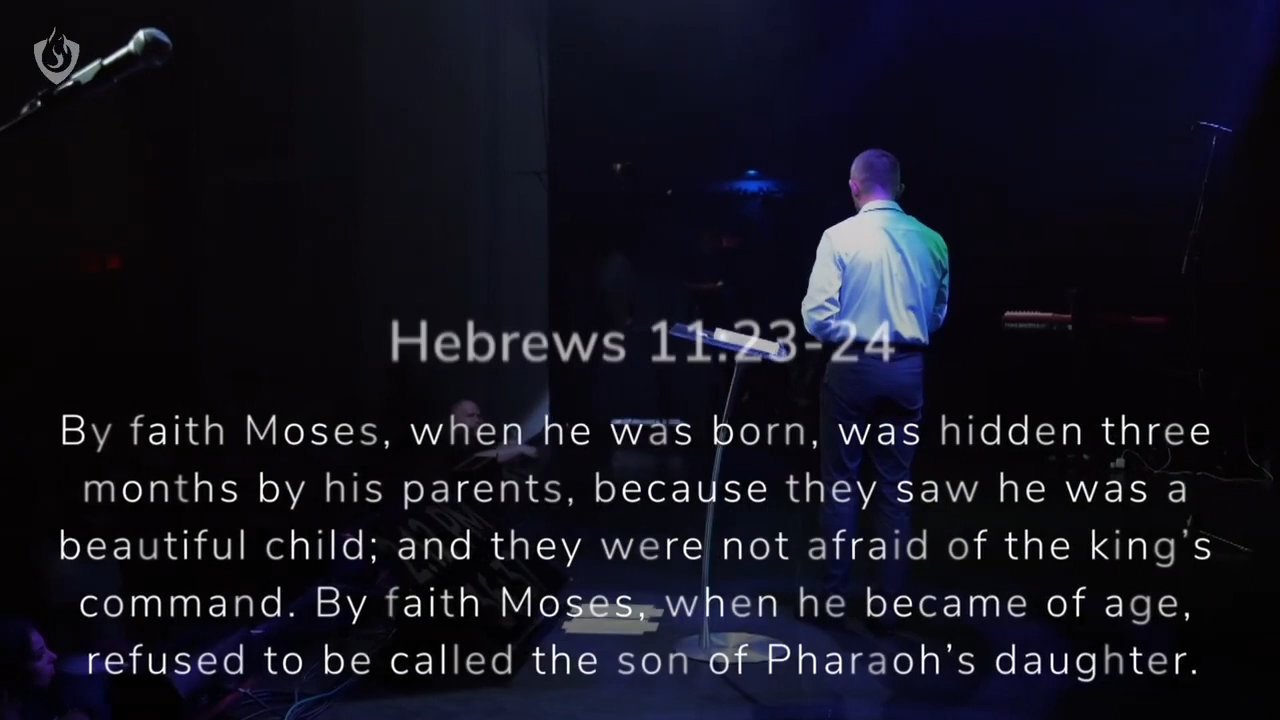 Hebrews 11:23-24
By faith Moses, when he was born, was hidden three
months by his parents, because they saw he was a
beautiful child; and they were not afraid of the king’s
command. By faith Moses, when he became of age,
refused to be called the son of Pharaoh’s daughter.